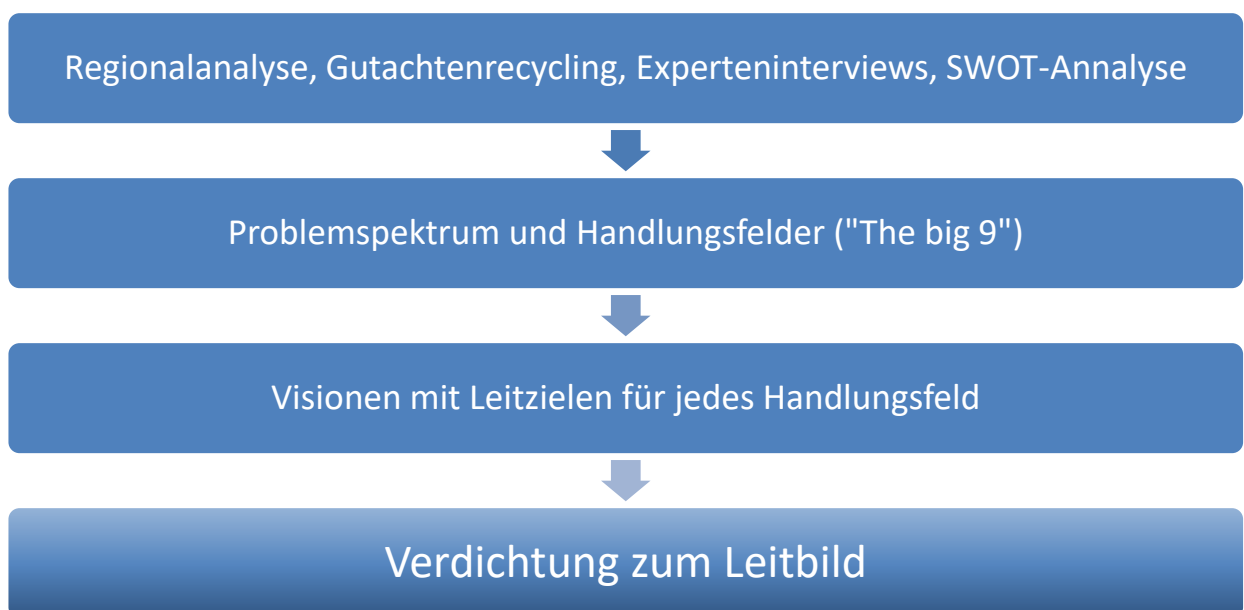 Regionalanalyse, Gutachtenrecycling, Experteninterviews, SWOT-Annalyse
Problemspektrum und Handlungsfelder ("The big 9")
Visionen mit Leitzielen für jedes Handlungsfeld
Verdichtung zum Leitbild